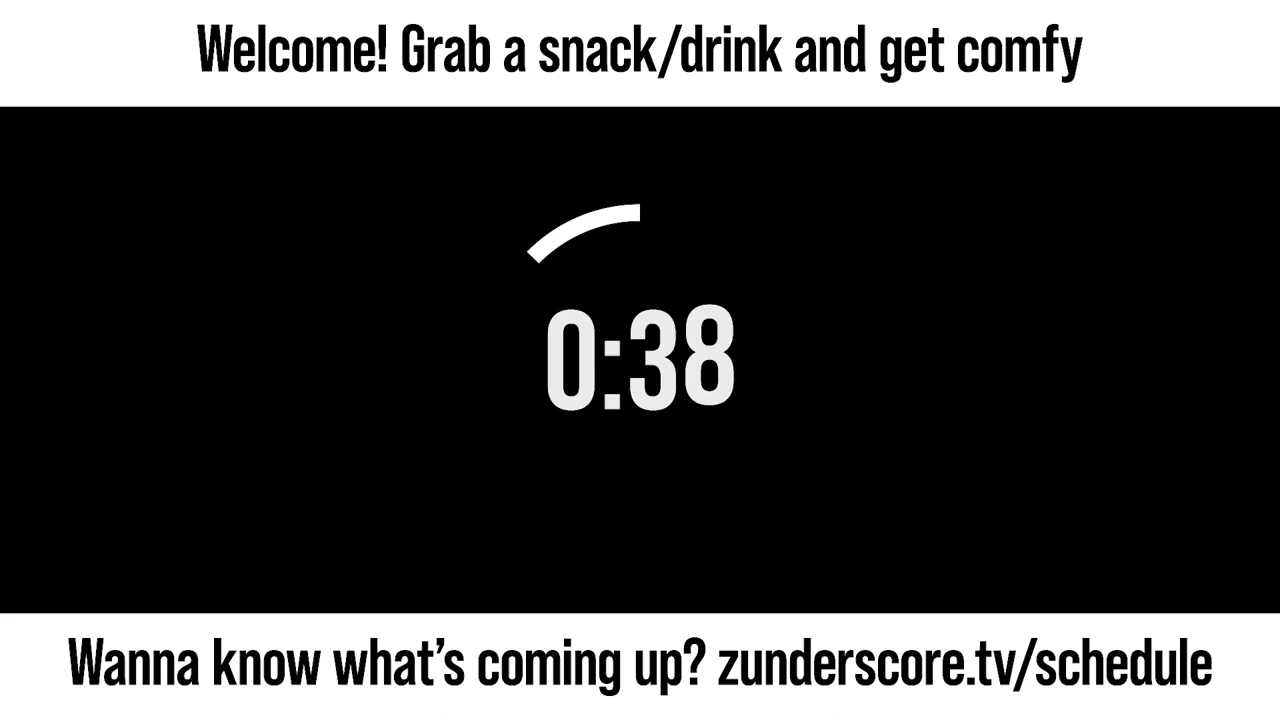 Welcome! Grab a snack/drink and get comfy
0:38
Wanna know what's coming up? zunderscore.tv/schedule